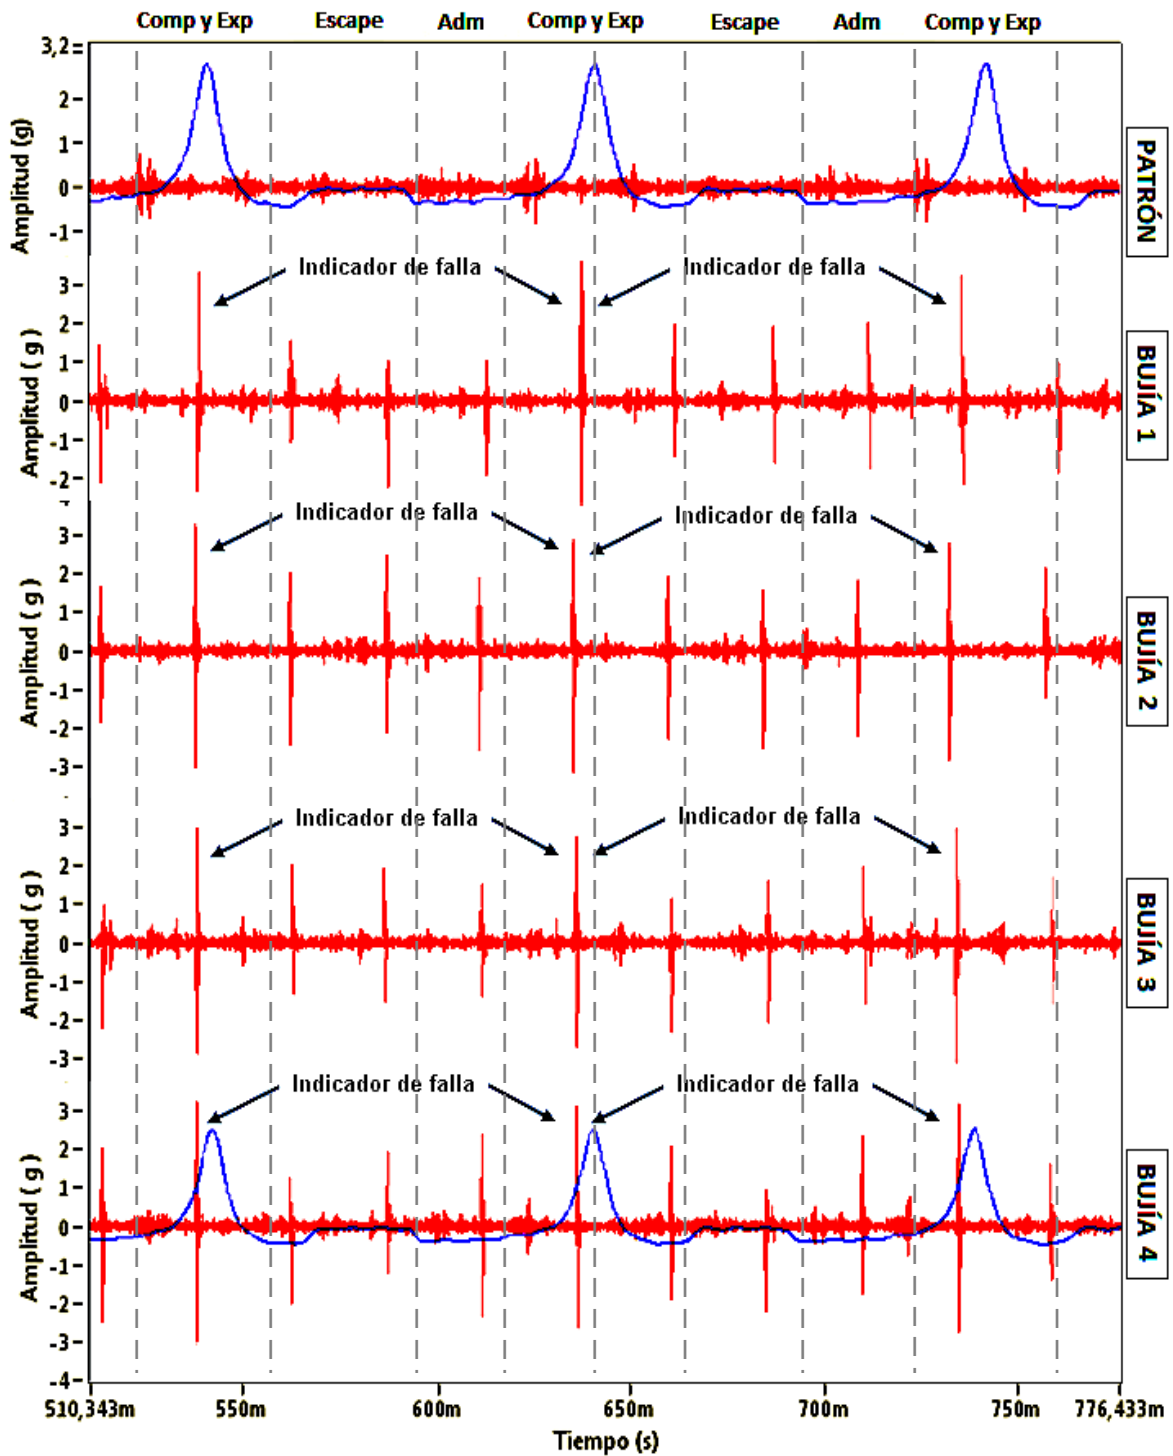 Comp y Exp Escape Adm Comp y Exp Escape Adm Comp y Exp
3,2
2
1
0
-1
Amplitud (g)
PATRÓN
Indicador de falla Indicador de falla
3
2
1
0
-1
-2
Amplitud ( g )
BUJÍA 1
Indicador de falla Indicador de falla
3
2
1
0
-1
-2
-3
Amplitud ( g )
BUJÍA 2
Indicador de falla Indicador de falla
3
2
1
0
-1
-2
-3
Amplitud ( g )
BUJÍA 3
Indicador de falla Indicador de falla
3
2
1
0
-1
-2
-3
-4
Amplitud ( g )
BUJÍA 4
510,343m 550m 600m 650m 700m 750m 776,433m
Tiempo (s)